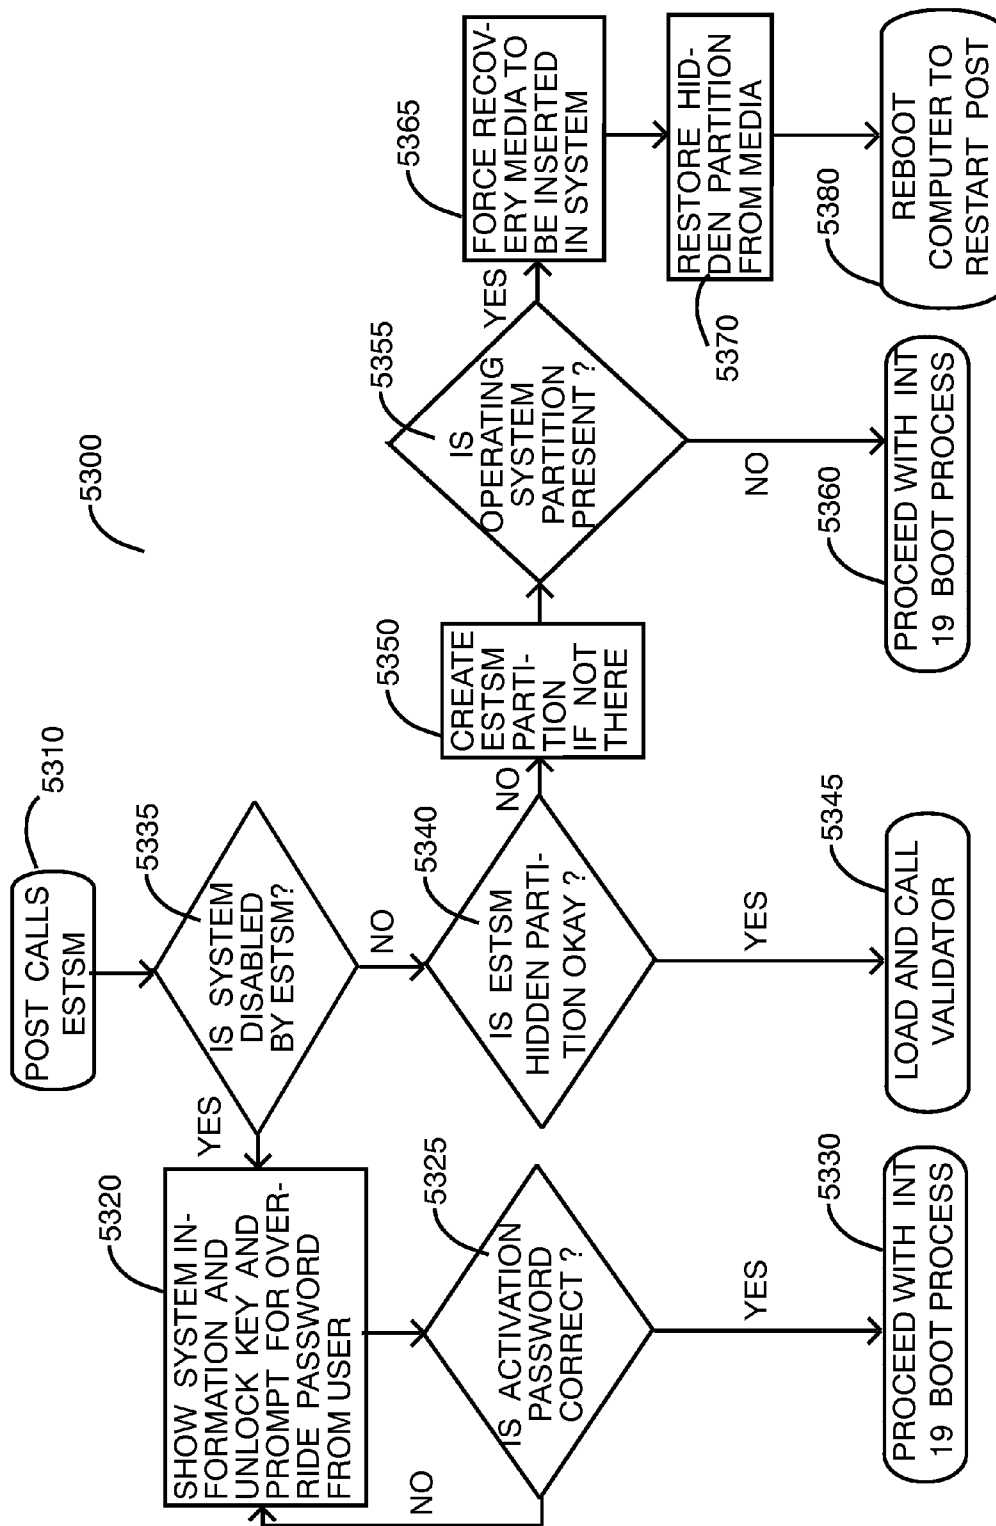 5300
POST CALLS
ESTSM
5310
IS SYSTEM
DISABLED
BY ESTSM?
5335
YES
NO
SHOW SYSTEM IN-
FORMATION AND
UNLOCK KEY AND
PROMPT FOR OVER-
RIDE PASSWORD
FROM USER
5320
IS ACTIVATION
PASSWORD
CORRECT ?
5325
NO
YES
PROCEED WITH INT
19 BOOT PROCESS
5330
IS ESTSM
HIDDEN PARTI-
TION OKAY ?
5340
NO
YES
LOAD AND CALL
VALIDATOR
5345
CREATE
ESTSM
PARTI-
TION
IF NOT
THERE
5350
IS
OPERATING
SYSTEM
PARTITION
PRESENT ?
5355
YES
NO
PROCEED WITH INT
19 BOOT PROCESS
5360
FORCE RECOV-
ERY MEDIA TO
BE INSERTED
IN SYSTEM
5365
RESTORE HID-
DEN PARTITION
FROM MEDIA
5370
REBOOT
COMPUTER TO
RESTART POST
5380